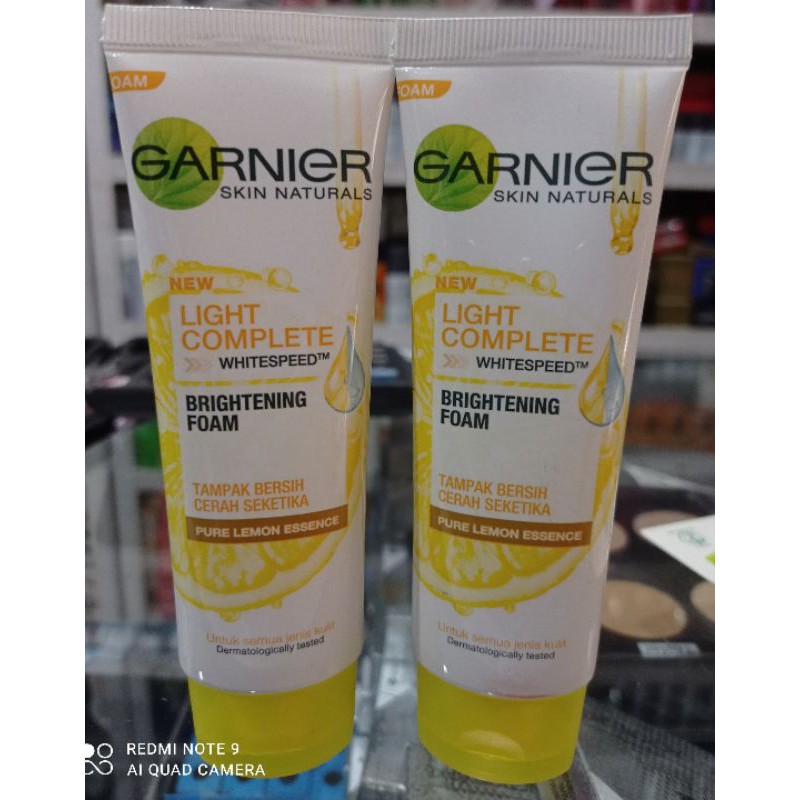 OAM
GARNIER
SKIN NATURALS
NEW
LIGHT
COMPLETE
WHITESPEED™
BRIGHTENING
FOAM
TAMPAK BERSIH
CERAH SEKETIKA
PURE LEMON ESSENCE
Untuk semua jenis kulit
Dermatologically tested
FOAM
GARNIER
SKIN NATURALS
NEW
LIGHT
COMPLETE
WHITESPEED™
BRIGHTENING
FOAM
TAMPAK BERSIH
CERAH SEKETIKA
PURE LEMON ESSENCE
Untuk semua jenis kulit
Dermatologically tested
REDMI NOTE 9
AI QUAD CAMERA